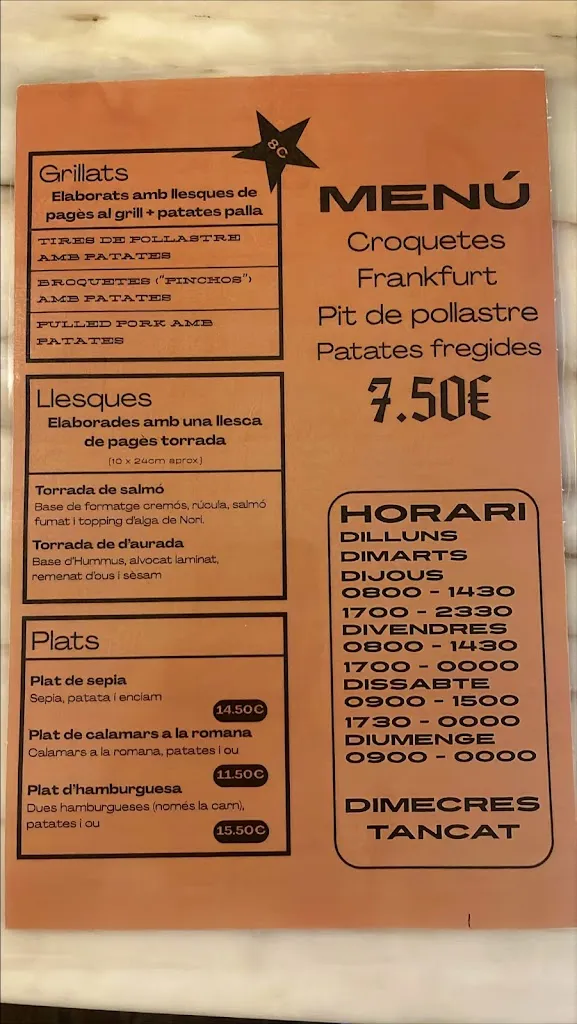 8€
Grillats
Elaborats amb llesques de
pagès al grill + patates palla
TIRES DE POLLASTRE
AMB PATATES
BROQUETES ("PINCHOS")
AMB PATATES
PULLED PORK AMB
PATATES
Llesques
Elaborades amb una llesca
de pagès torrada
(10 x 24cm aprox)
Torrada de salmó
Base de formatge cremós, rúcula, salmó
fumat i topping d'alga de Nori.
Torrada de d'aurada
Base d'Hummus, alvocat laminat,
remenat d'ous i sèsam
Plats
Plat de sepia
Sepia, patata i enciam
14.50€
Plat de calamars a la romana
Calamars a la romana, patates i ou
11.50€
Plat d'hamburguesa
Dues hamburgueses (només la carn),
patates i ou
15.50€
MENÚ
Croquetes
Frankfurt
Pit de pollastre
Patates fregides
7.50€
HORARI
DILLUNS
DIMARTS
DIJOUS
0800 - 1430
1700 - 2330
DIVENDRES
0800 - 1430
1700 - 0000
DISSABTE
0900 - 1500
1730 - 0000
DIUMENGE
0900 - 0000
DIMECRES
TANCAT